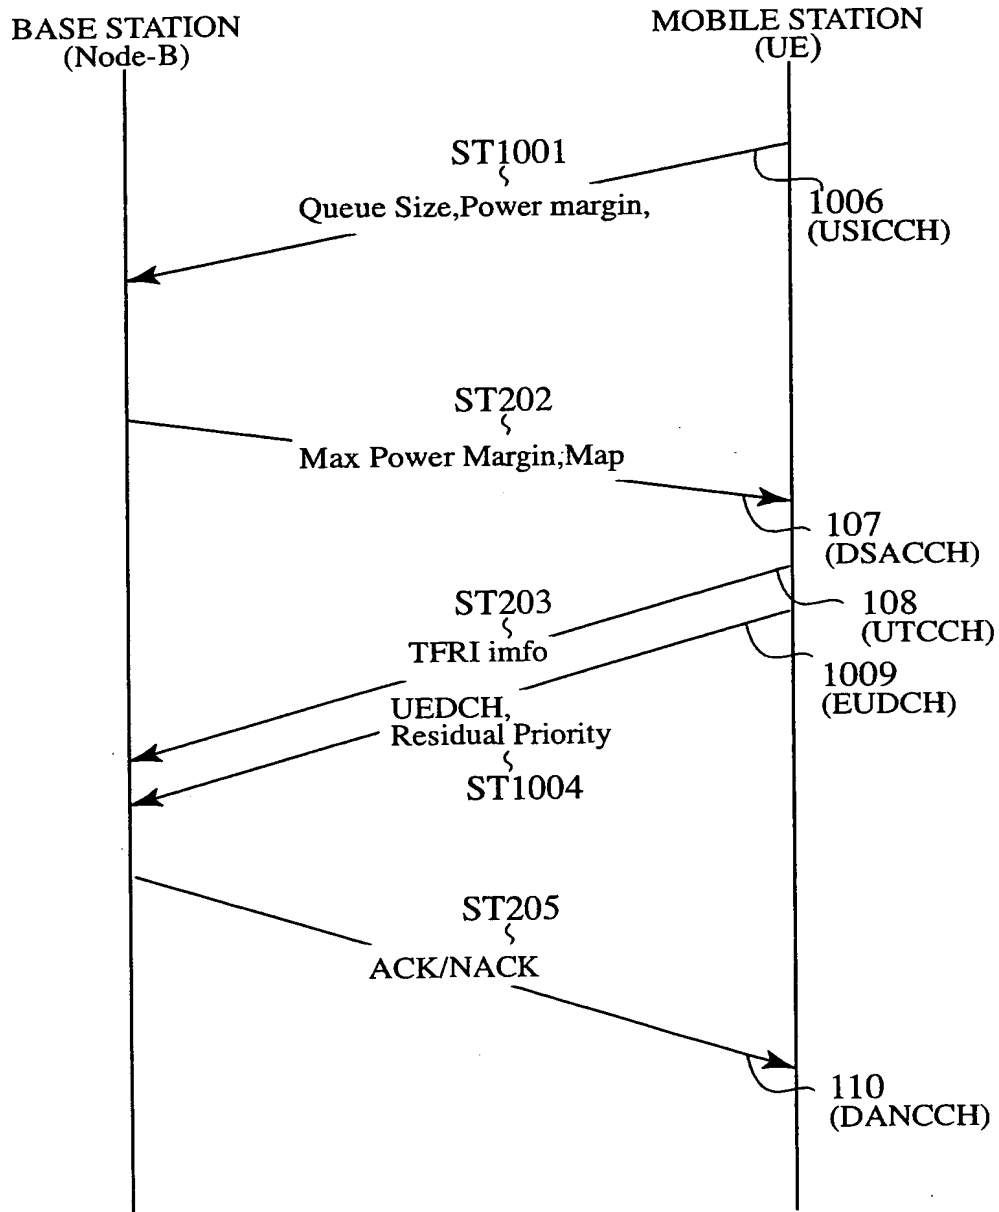 BASE STATION
(Node-B)
MOBILE STATION
(UE)
ST1001
Queue Size,Power margin,
1006
(USICCH)
ST202
Max Power Margin,Map
107
(DSACCH)
ST203
TFRI imfo
108
(UTCCH)
1009
(EUDCH)
UEDCH,
Residual Priority
ST1004
ST205
ACK/NACK
110
(DANCCH)